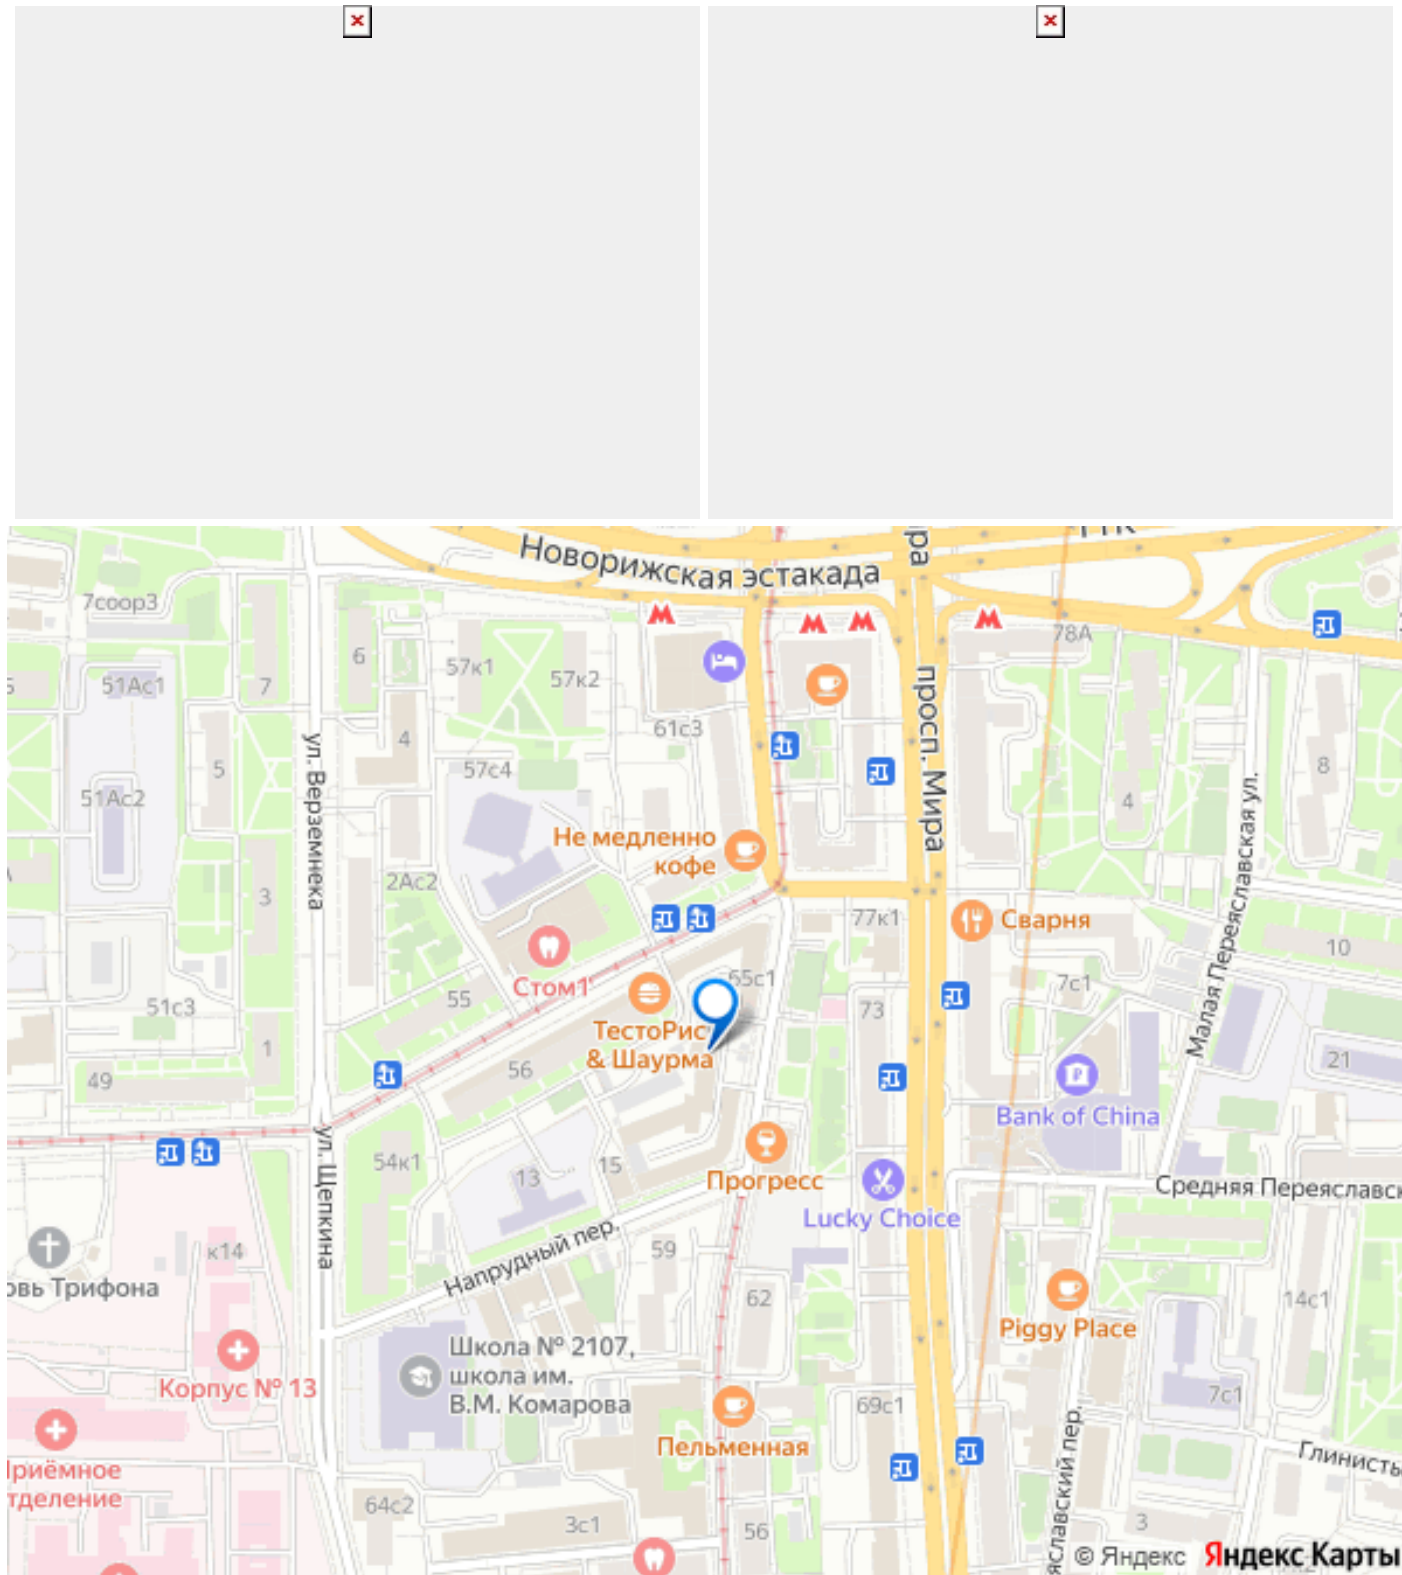 Новорижская эстакада
7соор3
78А
6
57к1
57к2
51Ас1
7
просп. Мира
61с3
4
ул. Верземнека
57с4
5
8
51Ас2
4
Не медленно
кофе
Малая Переяславская ул.
2Ас2
3
77к1
Сварня
10
Стом1
65с1
7с1
55
51с3
73
ТестоРис
& Шаурма
1
21
49
56
Bank of China
ул. Щепкина
54к1
15
13
Прогресс
Средняя Переяславск
Lucky Choice
Напрудный пер.
к14
59
овь Трифона
62
14с1
Piggy Place
Школа № 2107,
школа им.
В.М. Комарова
Корпус № 13
7с1
69с1
Пельменная
яславский пер.
Глинисты
риёмное
тделение
64с2
3с1
56
3
© Яндекс
Яндекс Карты